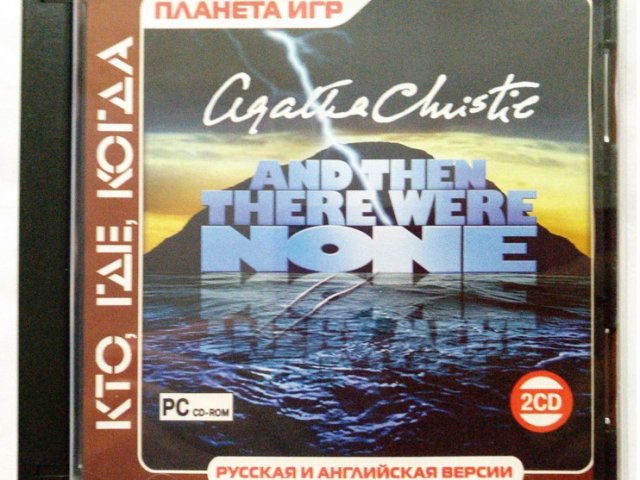 ПЛАНЕТА ИГР
КТО, ГДЕ, КОГДА
Agatha Christie
AND THEN
THERE WERE
NONE
PC CD-ROM
2CD
РУССКАЯ И АНГЛИЙСКАЯ ВЕРСИИ